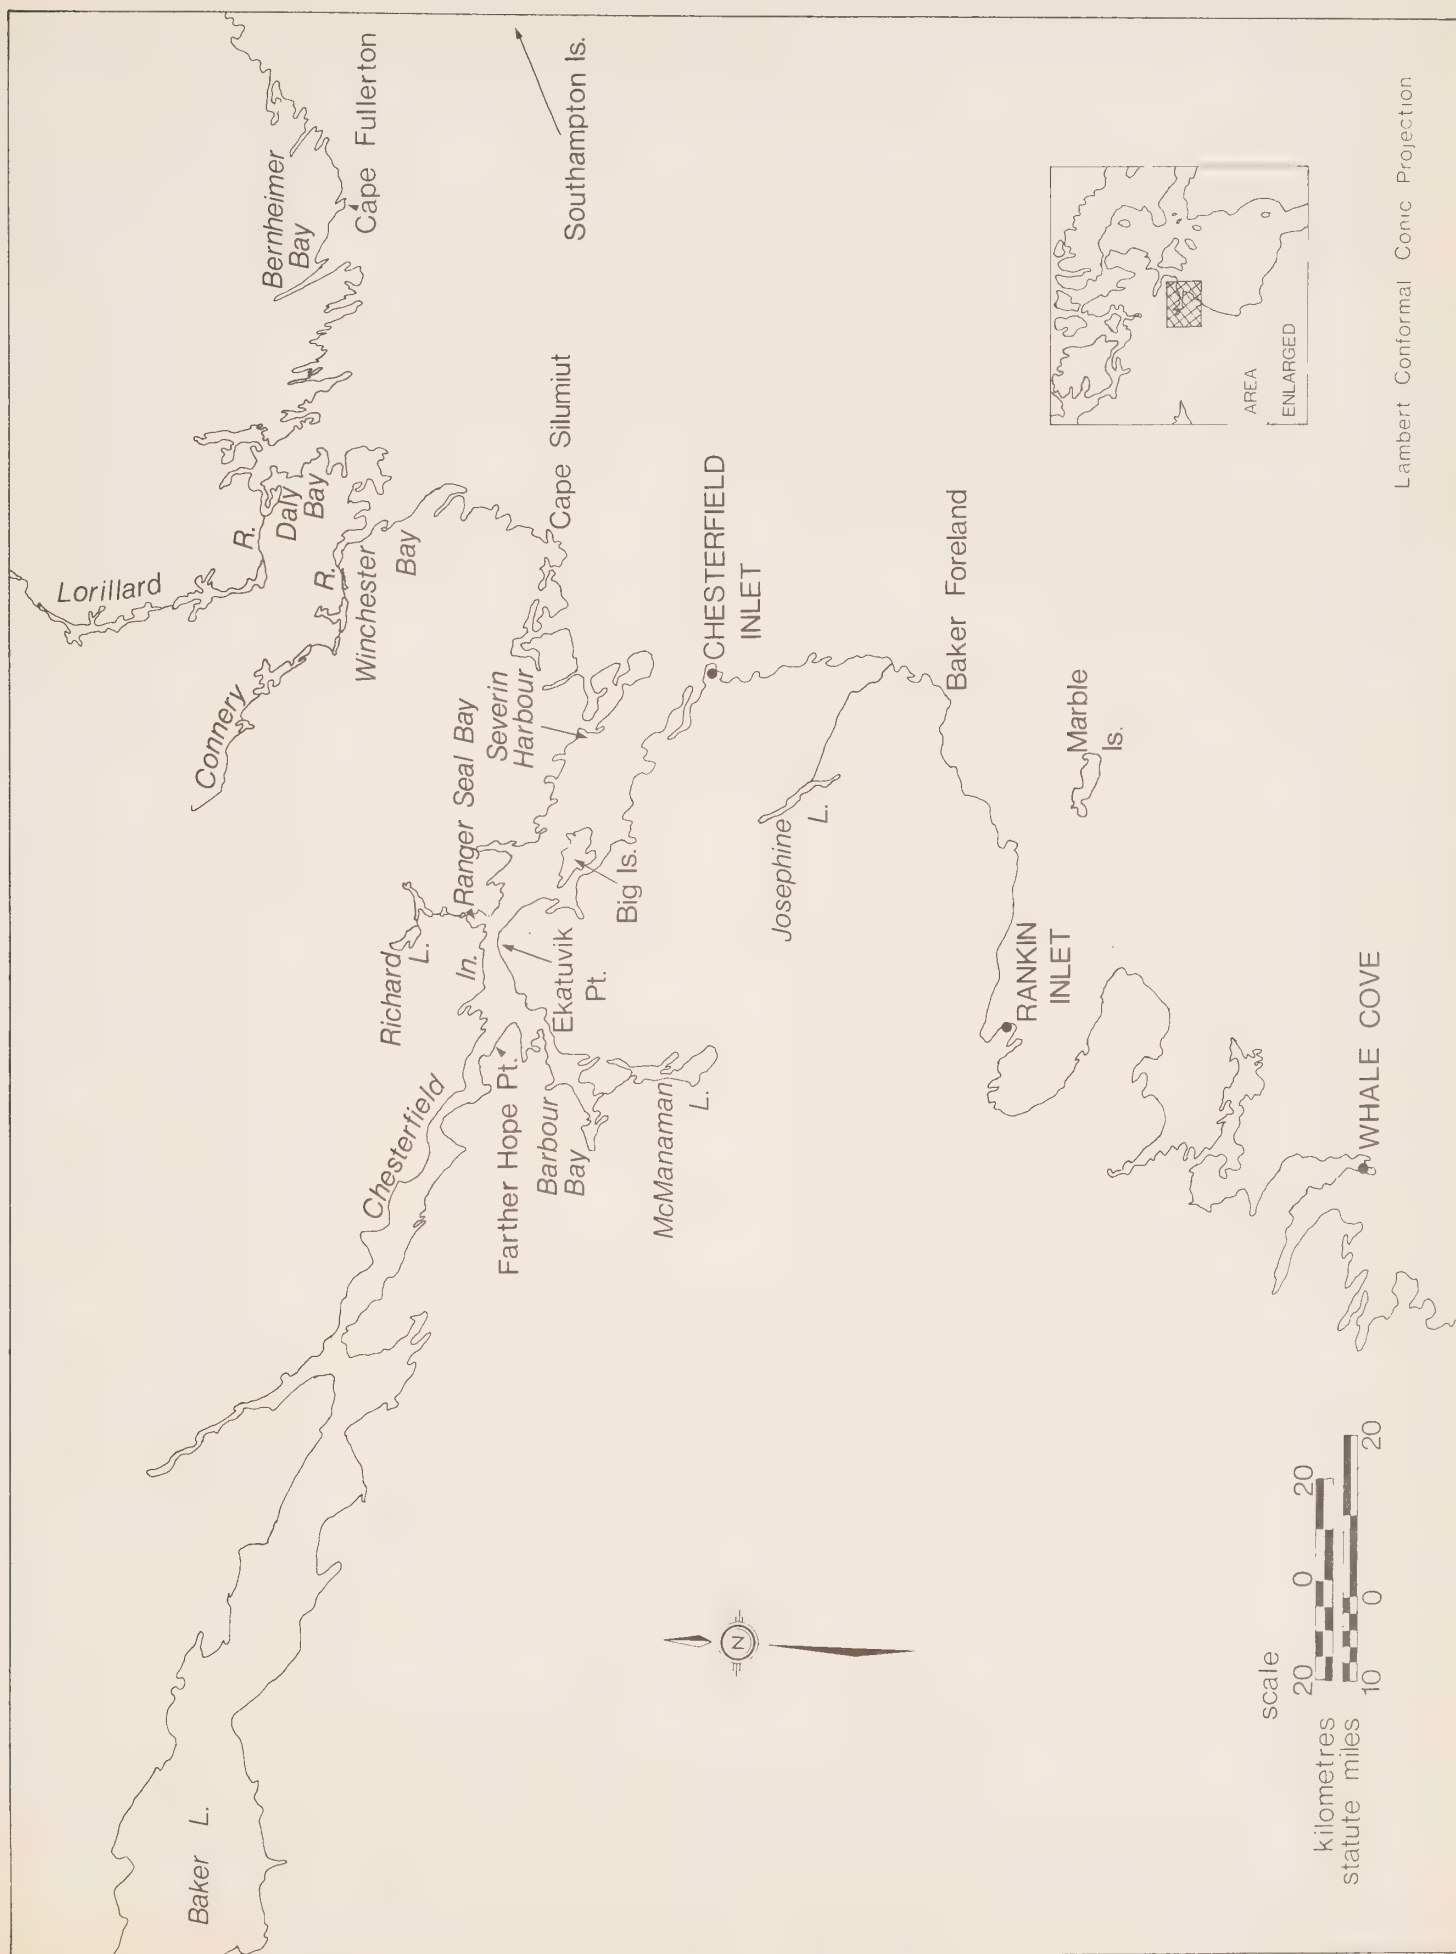 Lorillard
R.
Connery
R.
Daly
Bay
Winchester
Bay
Bernheimer
Bay
Cape Fullerton
Southampton Is.
Cape Silumiut
Baker L.
Chesterfield
In.
Richard
L.
Ranger Seal Bay
Severin
Harbour
Farther Hope Pt.
Barbour
Bay
Ekatuvik
Pt.
Big Is.
McManaman
L.
CHESTERFIELD
INLET
Josephine
L.
Baker Foreland
Marble
Is.
RANKIN
INLET
WHALE COVE
N
scale
kilometres
20 0 20
statute miles
10 0 20
AREA
ENLARGED
Lambert Conformal Conic Projection